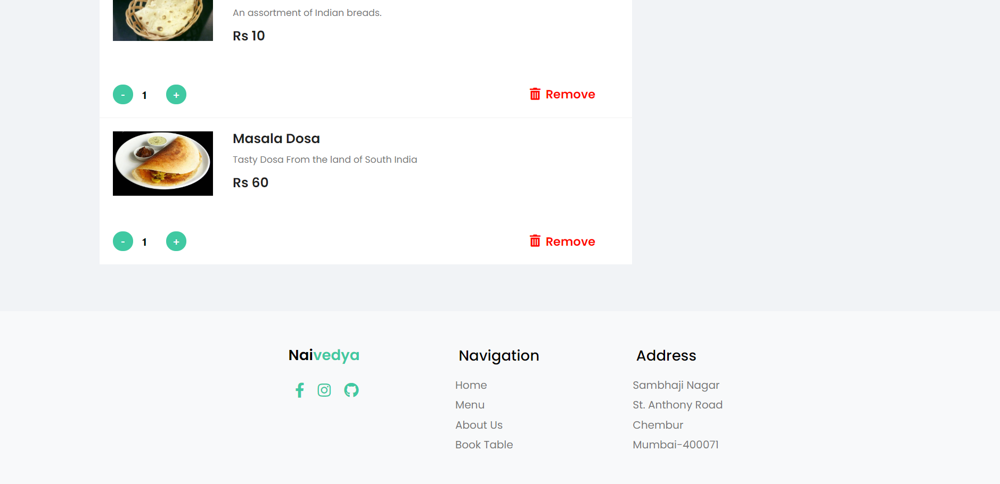 An assortment of Indian breads.
Rs 10
- 1 + Remove
Masala Dosa
Tasty Dosa From the land of South India
Rs 60
- 1 + Remove
Naivedya
Navigation
Home
Menu
About Us
Book Table
Address
Sambhaji Nagar
St. Anthony Road
Chembur
Mumbai-400071